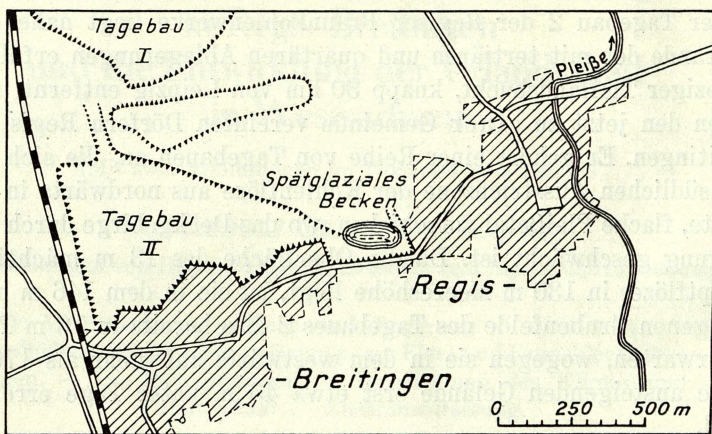 Tagebau
I
Pleiße
Spätglaziales
Becken
Tagebau
II
Regis-
-Breitingen
0 250 500 m